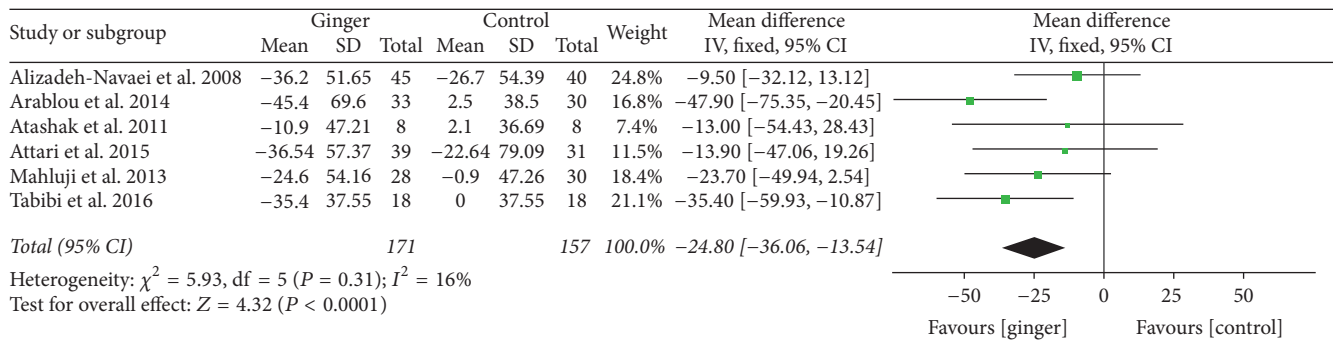 Study or subgroup Ginger Control Weight Mean difference Mean difference
Mean SD Total Mean SD Total IV, fixed, 95% CI IV, fixed, 95% CI
Alizadeh-Navaei et al. 2008 −36.2 51.65 45 −26.7 54.39 40 24.8% −9.50 [−32.12, 13.12]
Arablou et al. 2014 −45.4 69.6 33 2.5 38.5 30 16.8% −47.90 [−75.35, −20.45]
Atashak et al. 2011 −10.9 47.21 8 2.1 36.69 8 7.4% −13.00 [−54.43, 28.43]
Attari et al. 2015 −36.54 57.37 39 −22.64 79.09 31 11.5% −13.90 [−47.06, 19.26]
Mahluji et al. 2013 −24.6 54.16 28 −0.9 47.26 30 18.4% −23.70 [−49.94, 2.54]
Tabibi et al. 2016 −35.4 37.55 18 0 37.55 18 21.1% −35.40 [−59.93, −10.87]
Total (95% CI) 171 157 100.0% −24.80 [−36.06, −13.54]
Heterogeneity: χ² = 5.93, df = 5 (P = 0.31); I² = 16%
Test for overall effect: Z = 4.32 (P < 0.0001)
−50 −25 0 25 50
Favours [ginger] Favours [control]